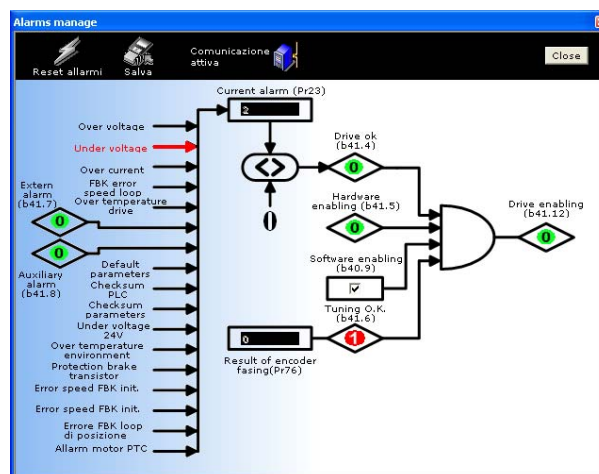 Alarms manage
Reset allarmi
Salva
Comunicazione
attiva
Close
Current alarm (Pr23)
2
Over voltage
Under voltage
Over current
FBK error
speed loop
Over temperature
drive
Extern
alarm
(b41.7)
0
0
Auxiliary
alarm
(b41.8)
Default
parameters
Checksum
PLC
Checksum
parameters
Under voltage
24V
Over temperature
environment
Protection brake
transistor
Error speed FBK init.
Error speed FBK init.
Errore FBK loop
di posizione
Allarm motor PTC
<>
0
Drive ok
(b41.4)
0
Hardware
enabling (b41.5)
0
Software enabling
(b40.9)
Tuning O.K.
(b41.6)
1
0
Result of encoder
fasing(Pr76)
Drive enabling
(b41.12)
0